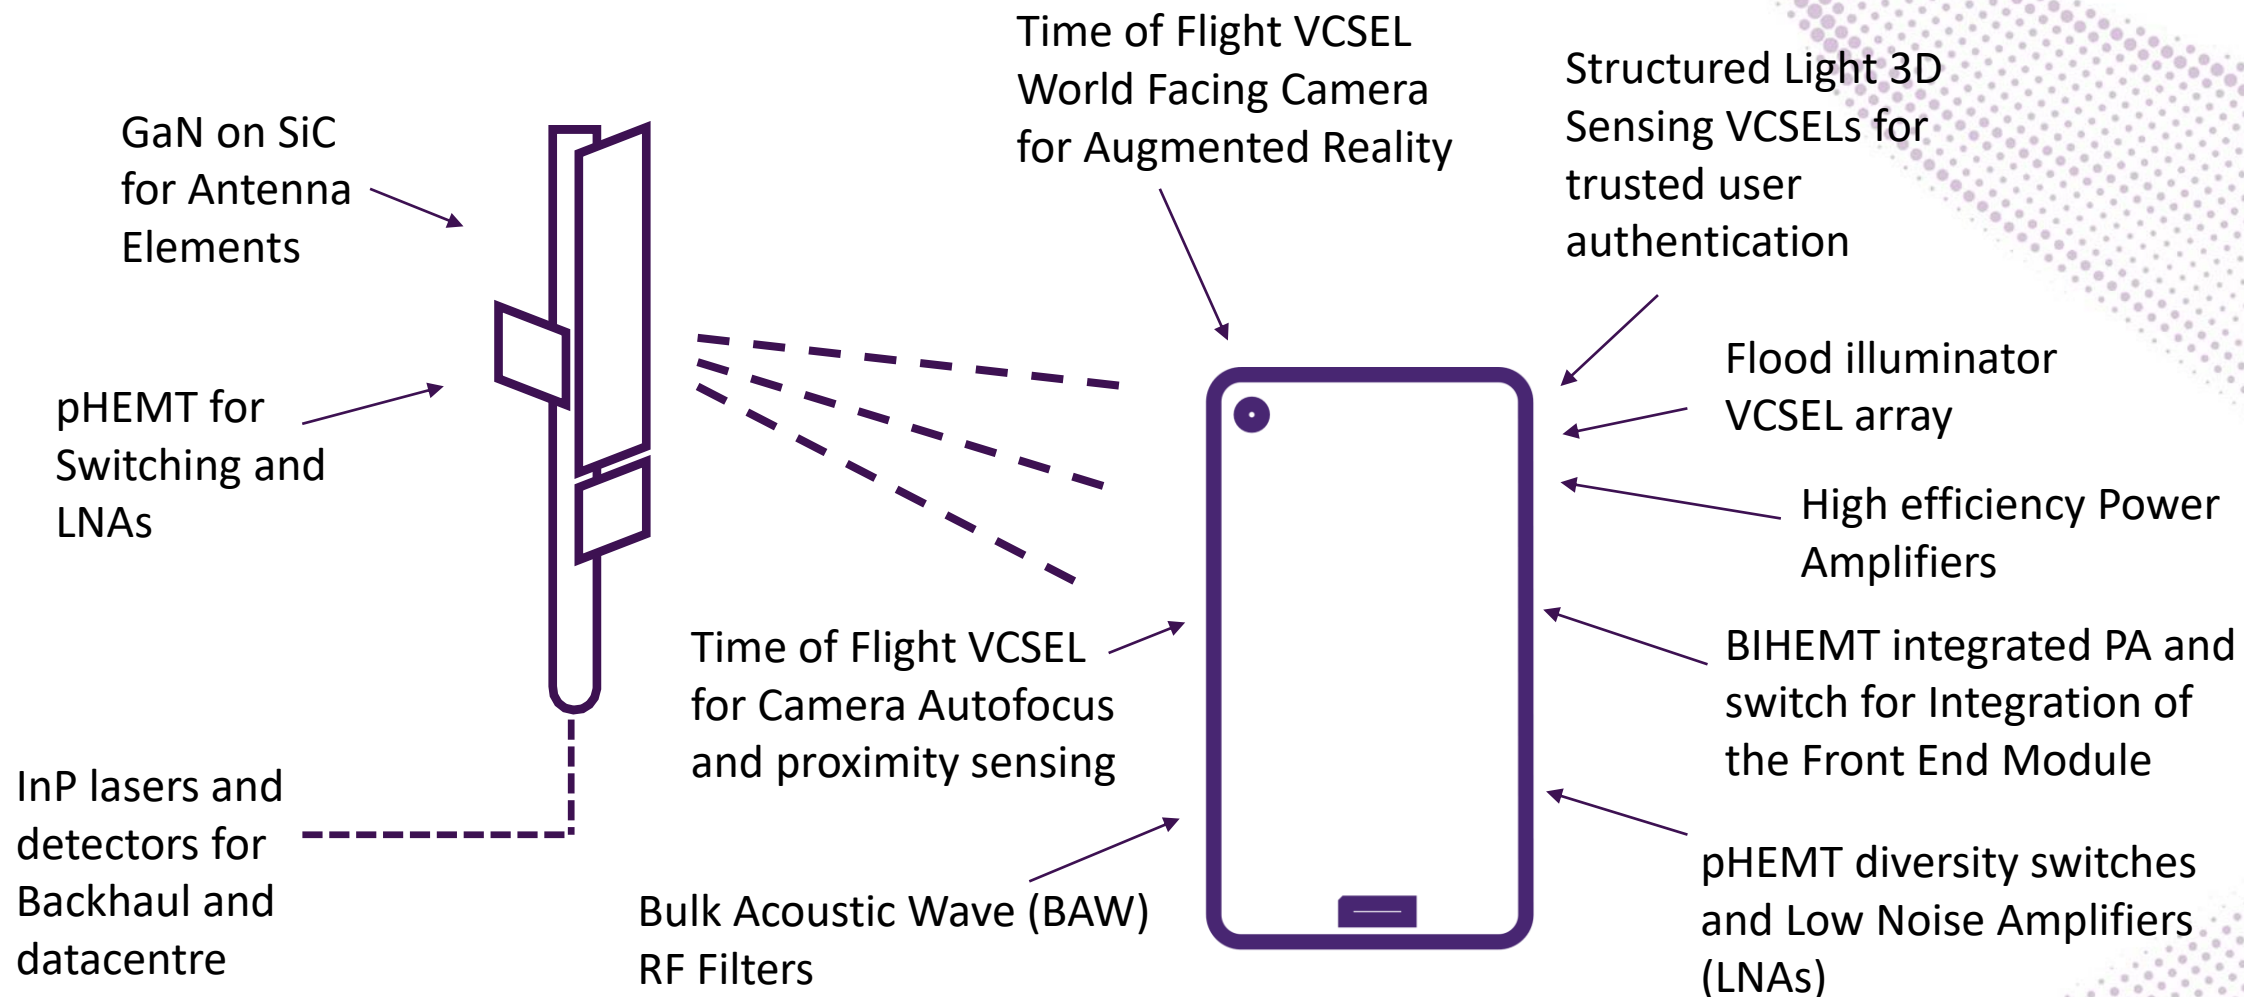 GaN on SiC
for Antenna
Elements
pHEMT for
Switching and
LNAs
InP lasers and
detectors for
Backhaul and
datacentre
Time of Flight VCSEL
World Facing Camera
for Augmented Reality
Time of Flight VCSEL
for Camera Autofocus
and proximity sensing
Bulk Acoustic Wave (BAW)
RF Filters
Structured Light 3D
Sensing VCSELs for
trusted user
authentication
Flood illuminator
VCSEL array
High efficiency Power
Amplifiers
BIHEMT integrated PA and
switch for Integration of
the Front End Module
pHEMT diversity switches
and Low Noise Amplifiers
(LNAs)